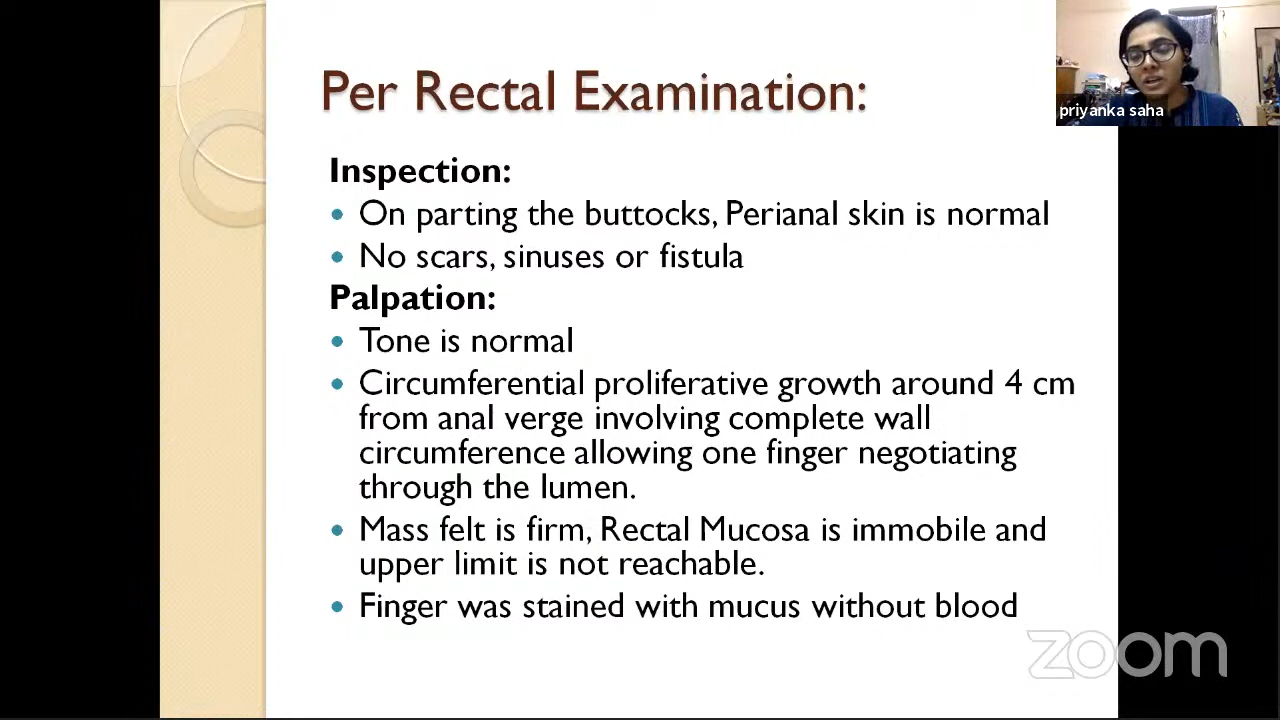 Per Rectal Examination:
priyanka saha
Inspection:
• On parting the buttocks, Perianal skin is normal
• No scars, sinuses or fistula
Palpation:
• Tone is normal
• Circumferential proliferative growth around 4 cm
from anal verge involving complete wall
circumference allowing one finger negotiating
through the lumen.
• Mass felt is firm, Rectal Mucosa is immobile and
upper limit is not reachable.
• Finger was stained with mucus without blood
zoom